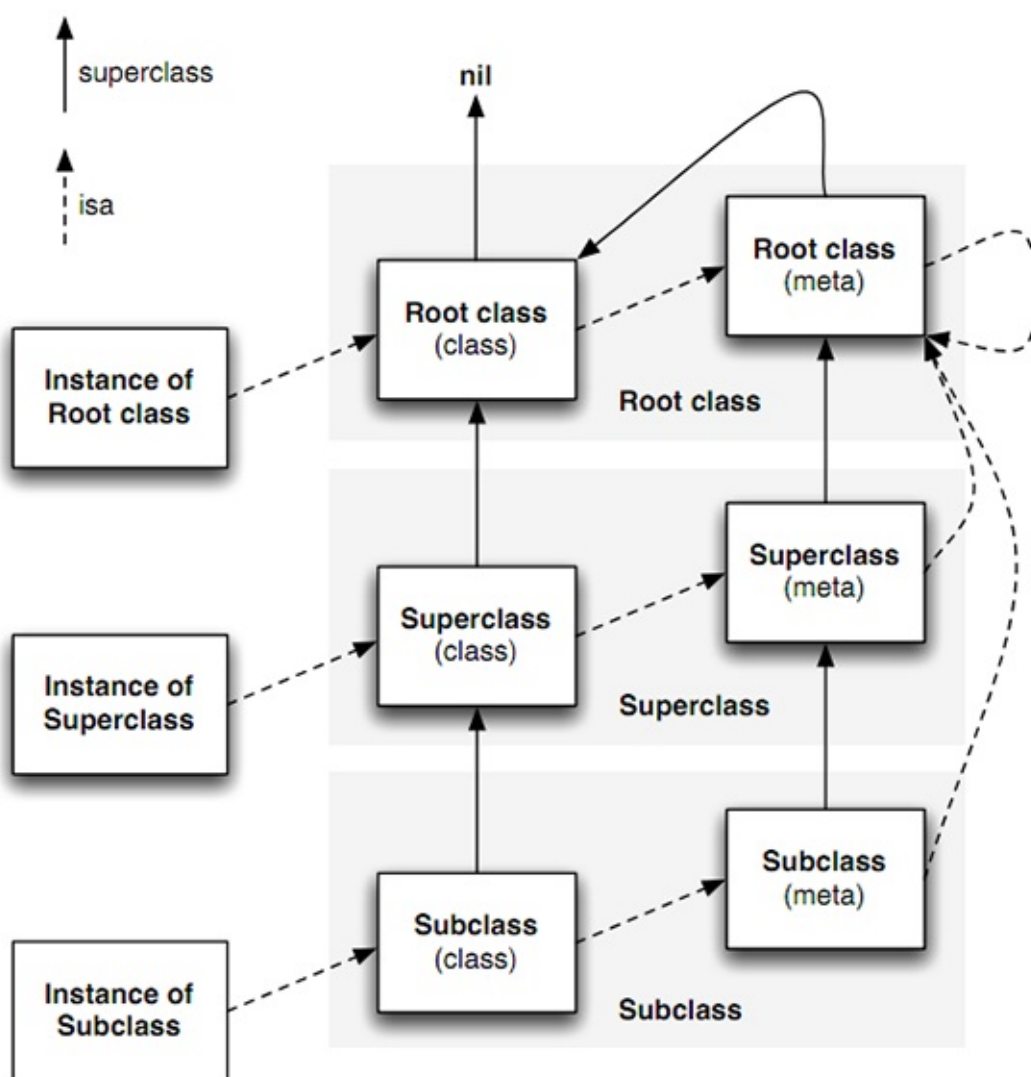 superclass
nil
isa
Root class
(meta)
Root class
(class)
Instance of
Root class
Root class
Superclass
(meta)
Superclass
(class)
Instance of
Superclass
Superclass
Subclass
(meta)
Subclass
(class)
Instance of
Subclass
Subclass